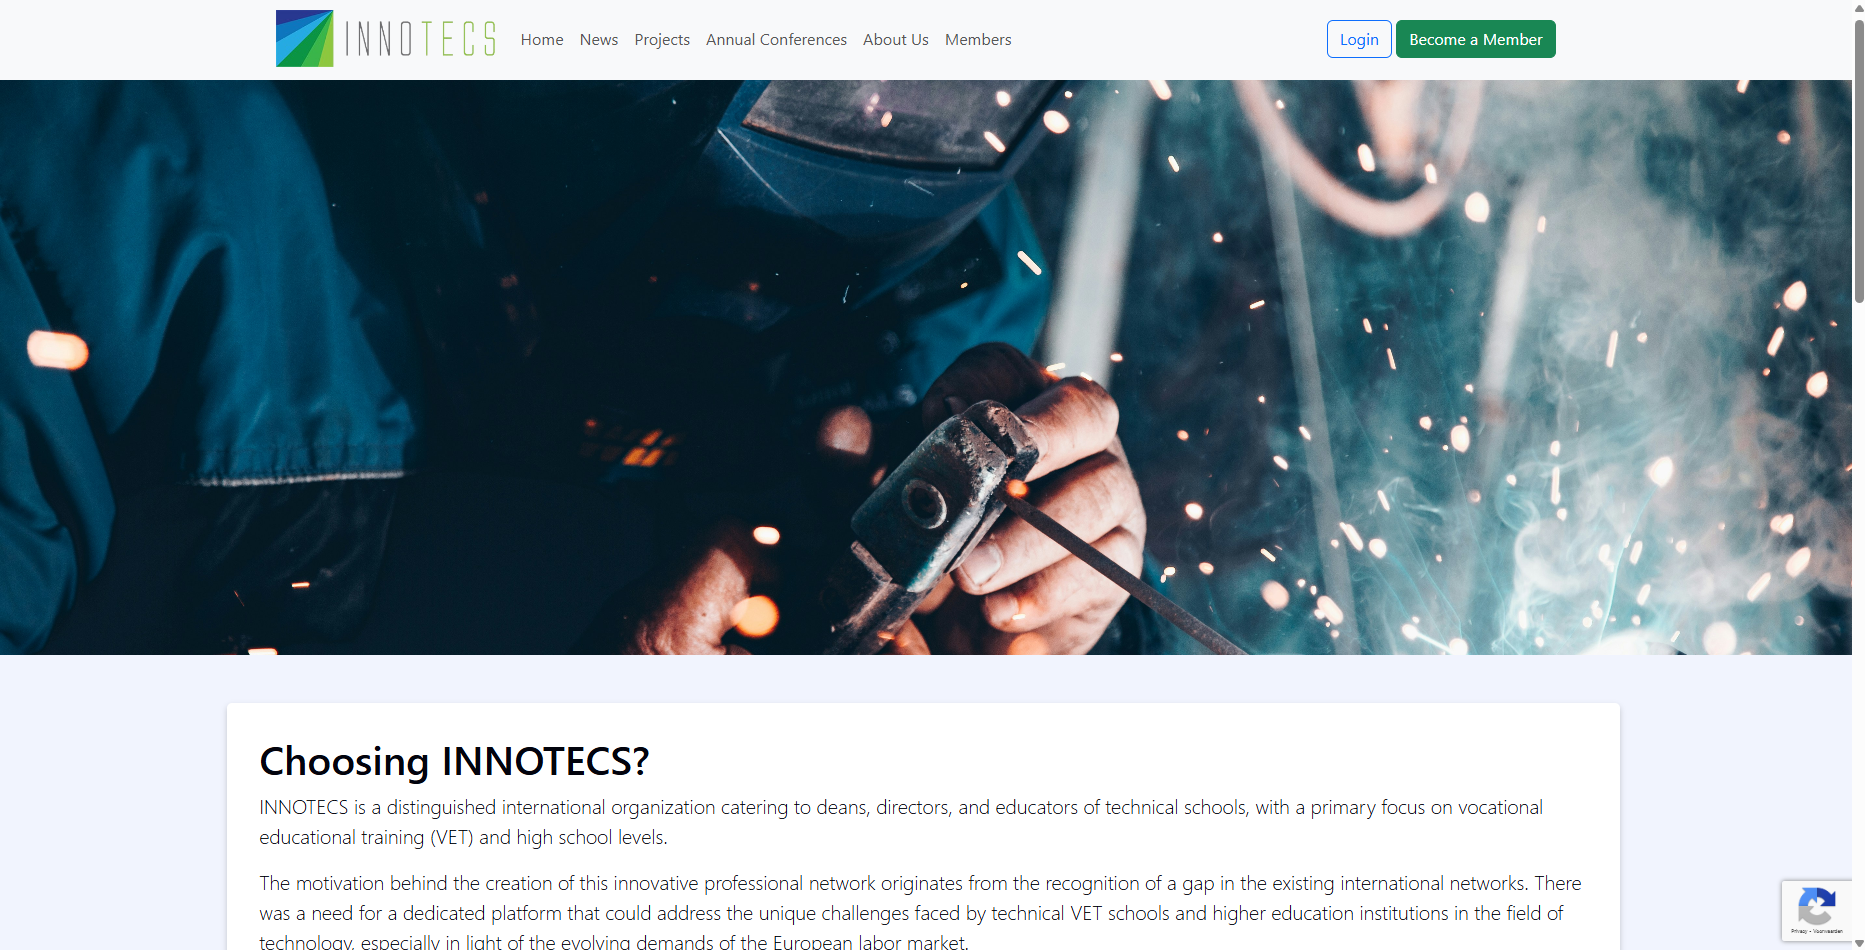 INNOTECS
Home News Projects Annual Conferences About Us Members
Login Become a Member
Choosing INNOTECS?
INNOTECS is a distinguished international organization catering to deans, directors, and educators of technical schools, with a primary focus on vocational
educational training (VET) and high school levels.
The motivation behind the creation of this innovative professional network originates from the recognition of a gap in the existing international networks. There
was a need for a dedicated platform that could address the unique challenges faced by technical VET schools and higher education institutions in the field of
technology, especially in light of the evolving demands of the European labor market.
Privacy - Voorwaarden